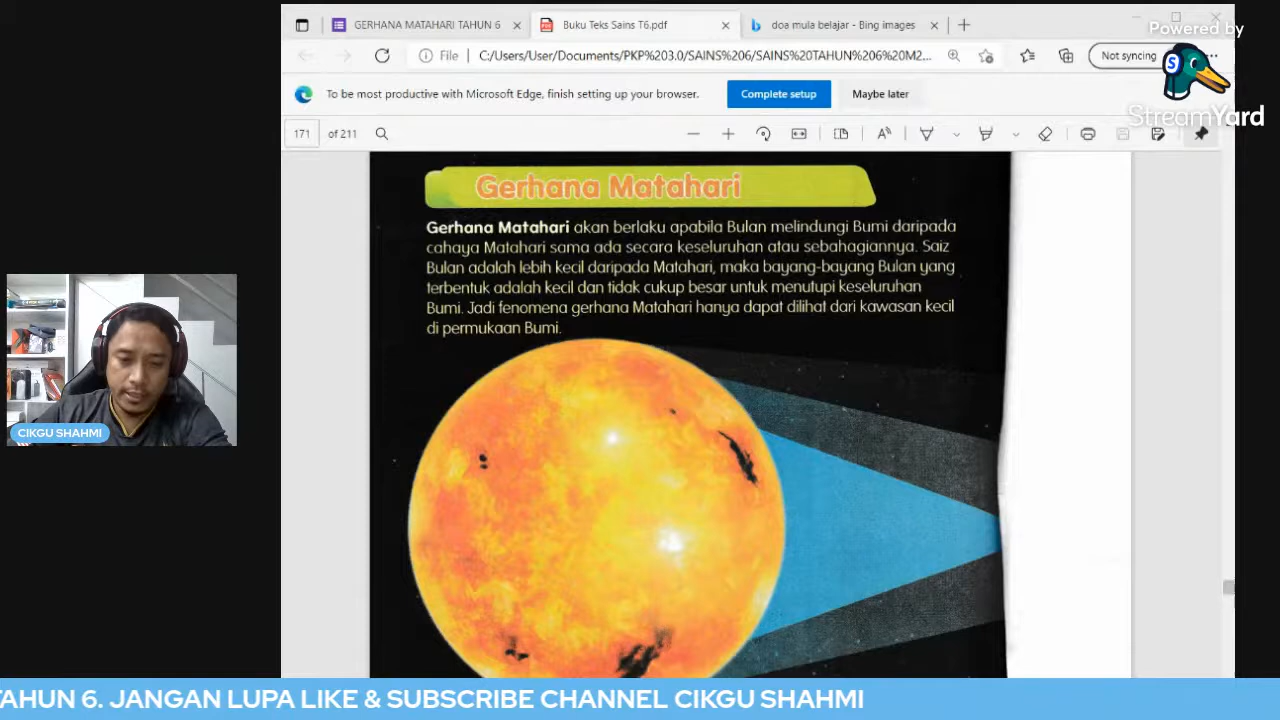 GERHANA MATAHARI TAHUN 6
Buku Teks Sains T6.pdf
doa mula belajar - Bing images
Powered by
StreamYard
File
C:/Users/User/Documents/PKP%203.0/SAINS%206/SAINS%20TAHUN%206%20M2...
Not syncing
To be most productive with Microsoft Edge, finish setting up your browser.
Complete setup
Maybe later
171 of 211
Gerhana Matahari
Gerhana Matahari akan berlaku apabila Bulan melindungi Bumi daripada
cahaya Matahari sama ada secara keseluruhan atau sebahagiannya. Saiz
Bulan adalah lebih kecil daripada Matahari, maka bayang-bayang Bulan yang
terbentuk adalah kecil dan tidak cukup besar untuk menutupi keseluruhan
Bumi. Jadi fenomena gerhana Matahari hanya dapat dilihat dari kawasan kecil
di permukaan Bumi.
CIKGU SHAHMI
TAHUN 6. JANGAN LUPA LIKE & SUBSCRIBE CHANNEL CIKGU SHAHMI